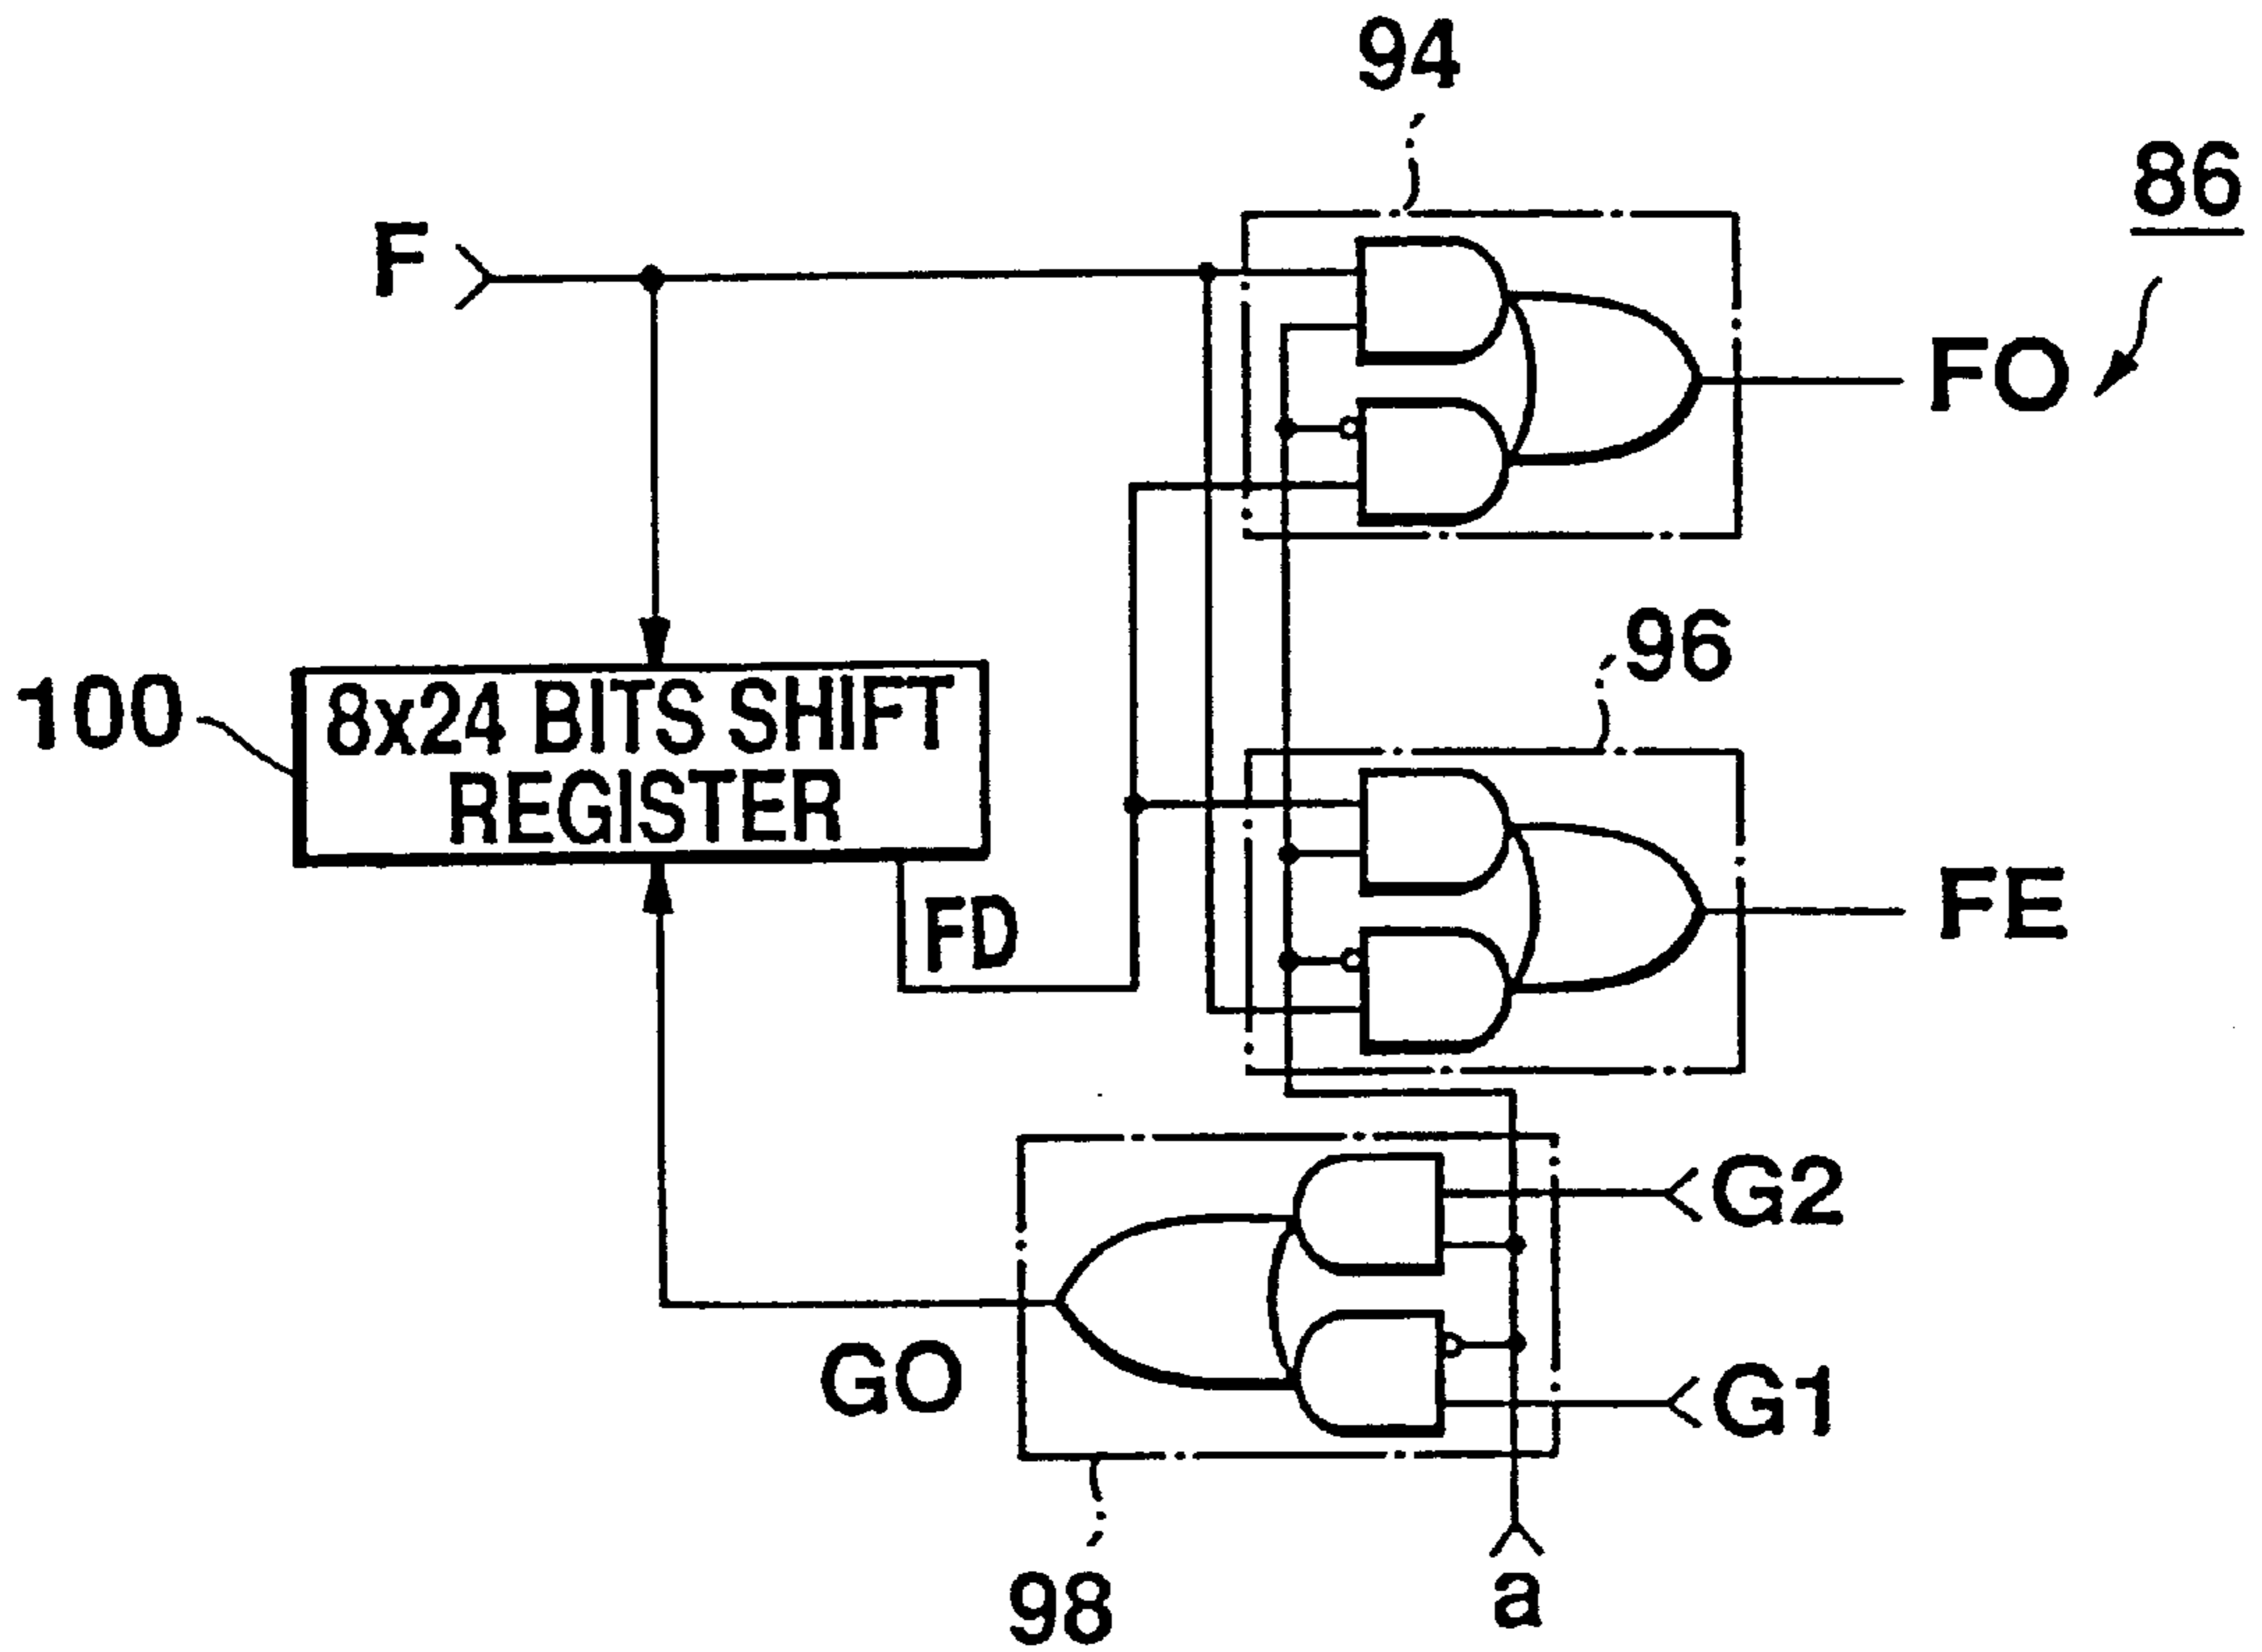 94
86
F
FO
96
100
8x24 BITS SHIFT
REGISTER
FD
FE
G2
GO
G1
98
a